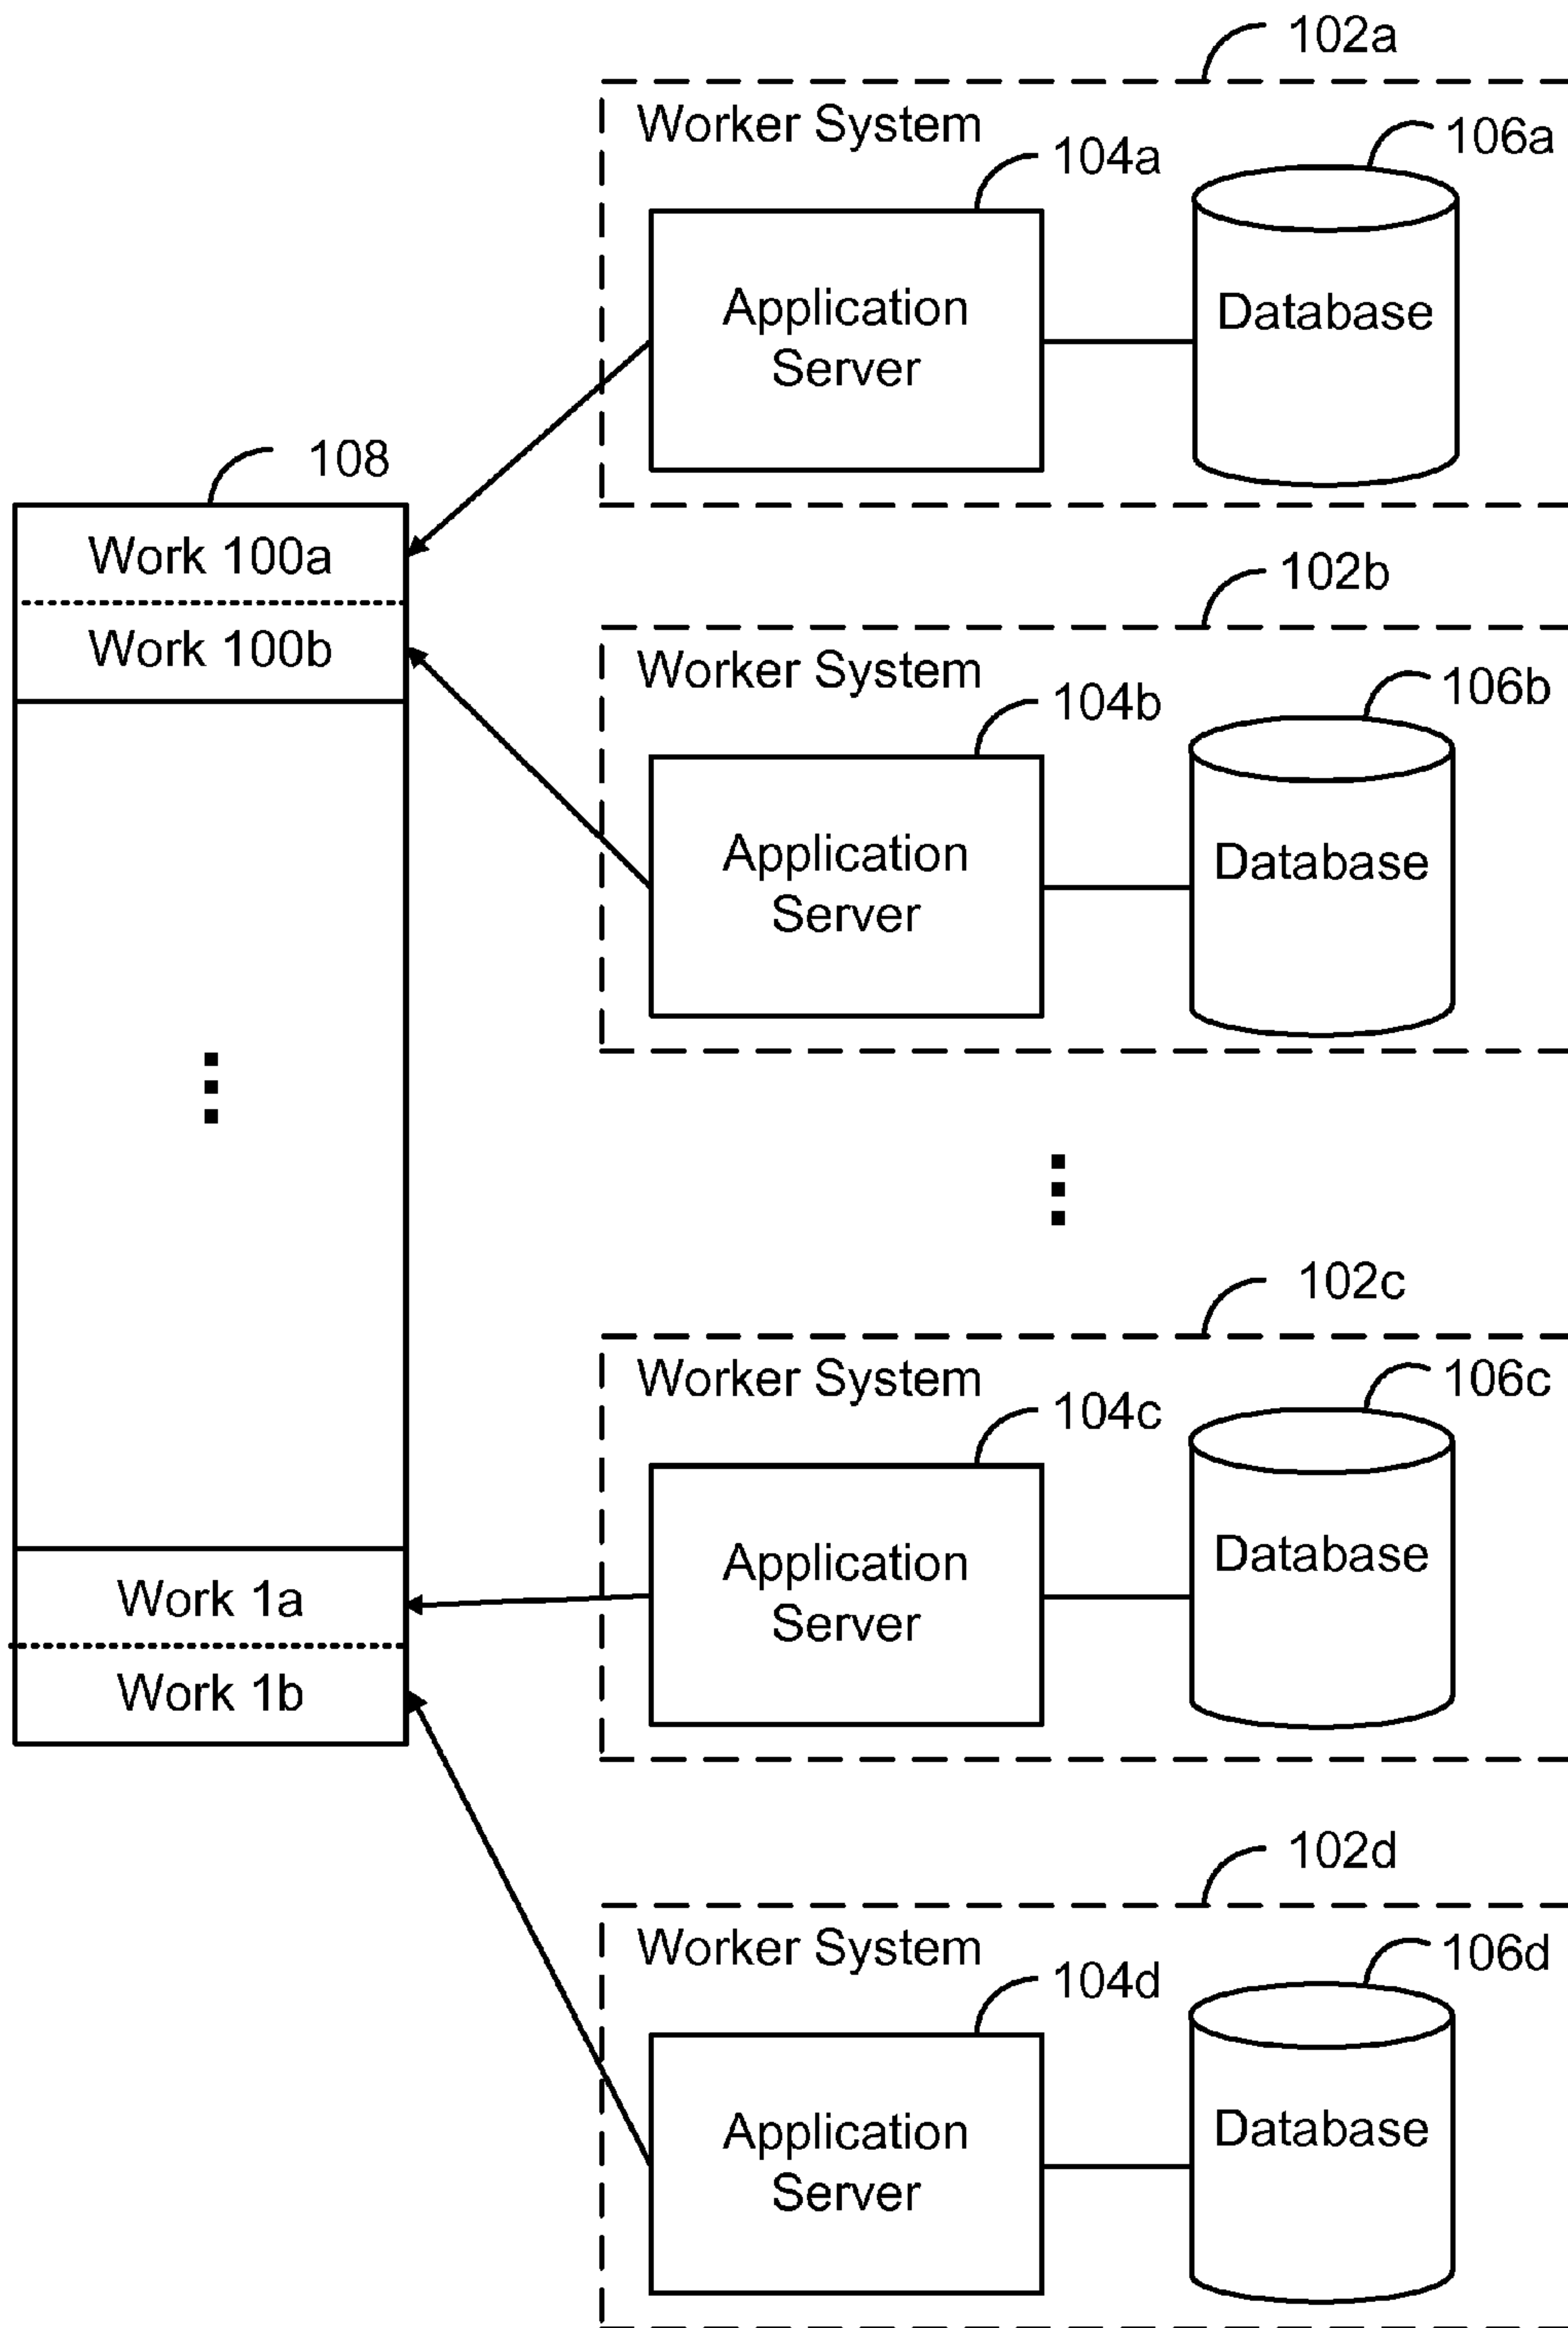 102a
Worker System
106a
104a
Application
Server
Database
108
Work 100a
Work 100b
102b
Worker System
106b
104b
Application
Server
Database
102c
Worker System
106c
104c
Application
Server
Database
Work 1a
Work 1b
102d
Worker System
106d
104d
Application
Server
Database